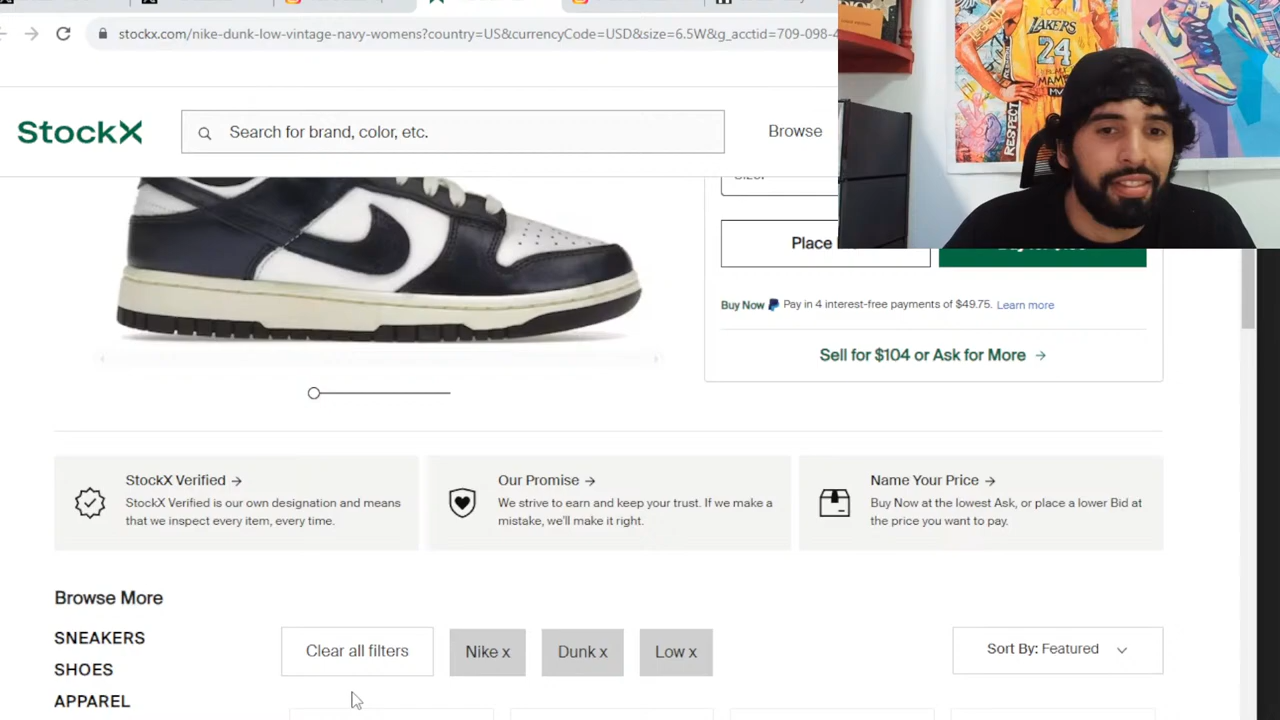 stockx.com/nike-dunk-low-vintage-navy-womens?country=US&currencyCode=USD&size=6.5W&g_acctid=709-098-4
LEGEND
LAKERS
24
MAMBA
RESPECT
StockX
Search for brand, color, etc.
Browse
Place
Buy Now Pay in 4 interest-free payments of $49.75. Learn more
Sell for $104 or Ask for More →
StockX Verified →
StockX Verified is our own designation and means
that we inspect every item, every time.
Our Promise →
We strive to earn and keep your trust. If we make a
mistake, we'll make it right.
Name Your Price →
Buy Now at the lowest Ask, or place a lower Bid at
the price you want to pay.
Browse More
SNEAKERS
SHOES
APPAREL
Clear all filters
Nike x
Dunk x
Low x
Sort By: Featured